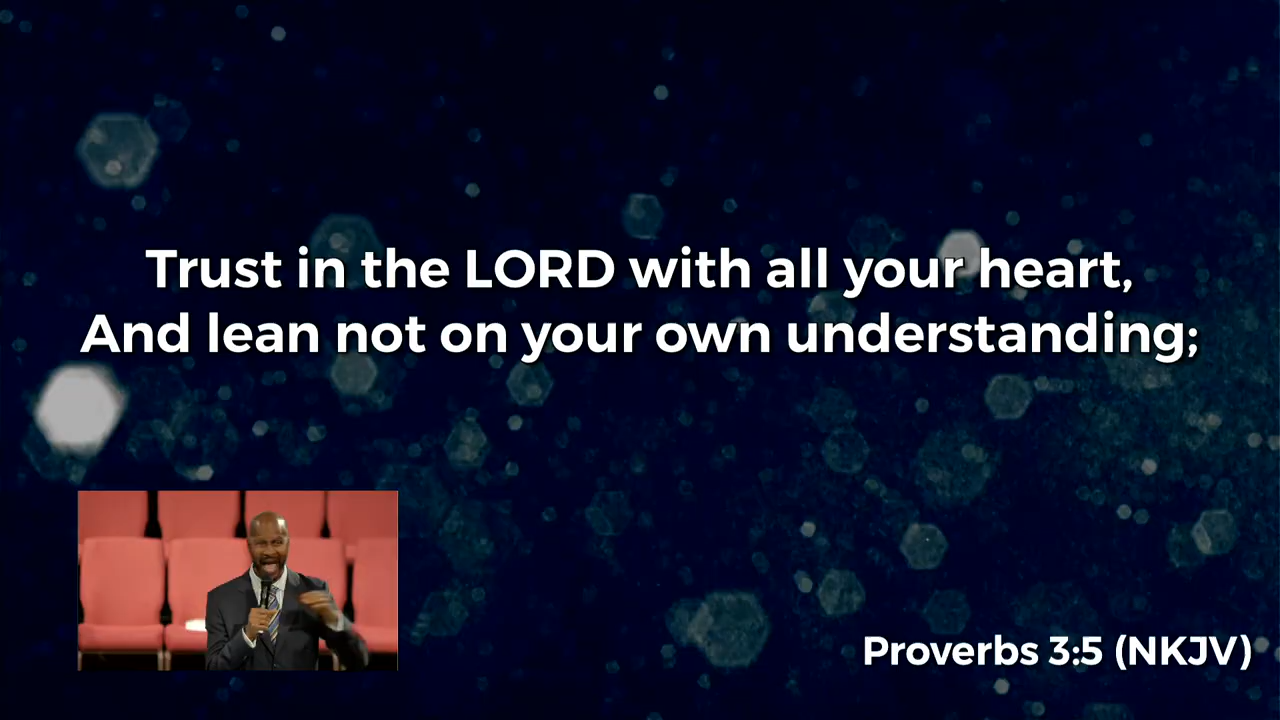 Trust in the LORD with all your heart,
And lean not on your own understanding;
Proverbs 3:5 (NKJV)